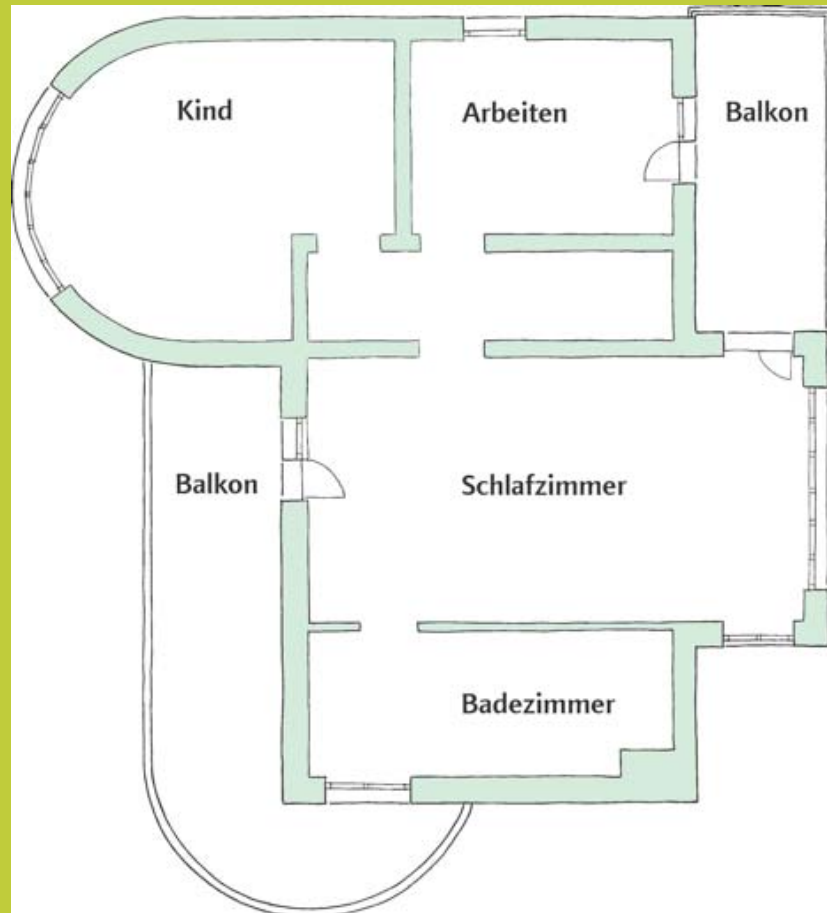 Kind
Arbeiten
Balkon
Balkon
Schlafzimmer
Badezimmer